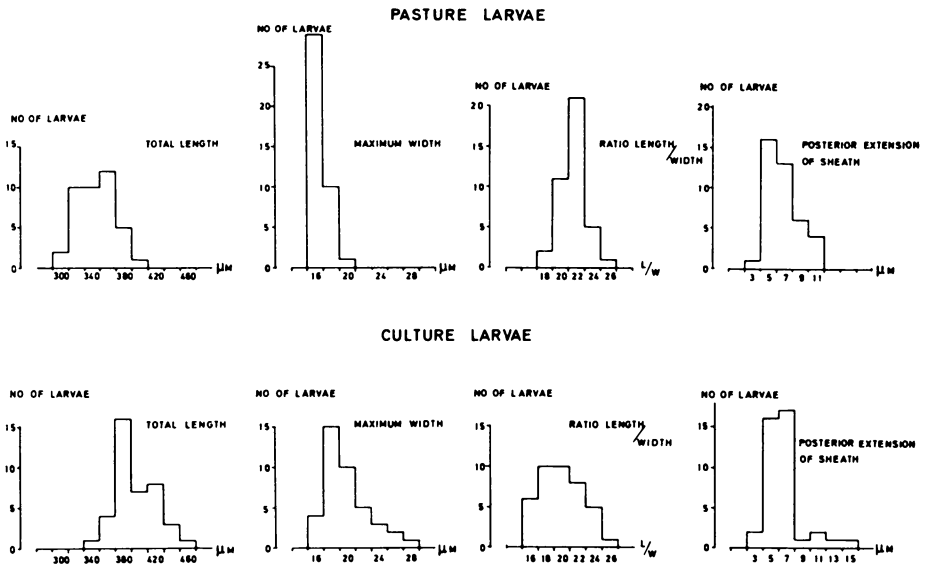 PASTURE LARVAE
NO OF LARVAE
TOTAL LENGTH
15
10
5
0
300 340 380 420 460 µM
NO OF LARVAE
MAXIMUM WIDTH
25
20
15
10
5
0
16 20 24 28 µM
NO OF LARVAE
RATIO LENGTH/WIDTH
20
15
10
5
0
16 18 20 22 24 26 L/W
NO OF LARVAE
POSTERIOR EXTENSION
OF SHEATH
20
15
10
5
0
3 5 7 9 11 µM
CULTURE LARVAE
NO OF LARVAE
TOTAL LENGTH
15
10
5
0
300 340 380 420 460 µM
NO OF LARVAE
MAXIMUM WIDTH
15
10
5
0
16 20 24 28 µM
NO OF LARVAE
RATIO LENGTH/WIDTH
15
10
5
0
16 18 20 22 24 26 L/W
NO OF LARVAE
POSTERIOR EXTENSION
OF SHEATH
15
10
5
0
3 5 7 9 11 13 15 µM